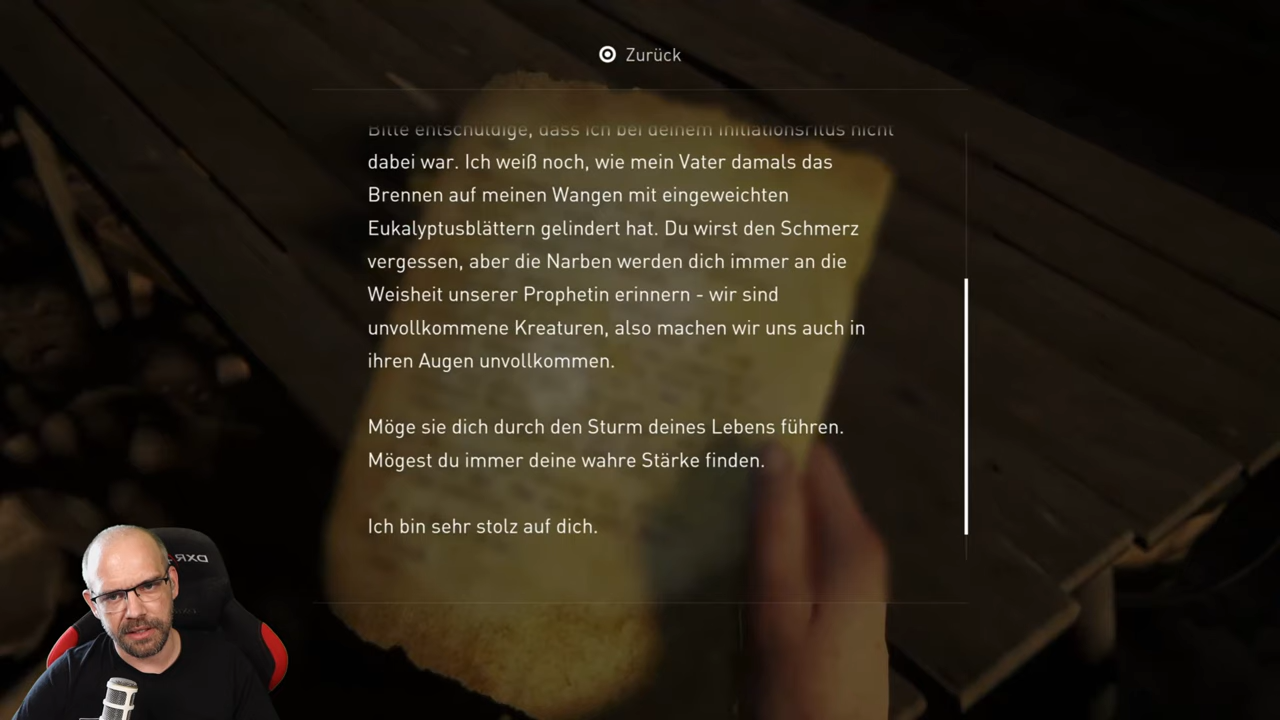 Zurück
Bitte entschuldige, dass ich bei deinem Initiationsritus nicht
dabei war. Ich weiß noch, wie mein Vater damals das
Brennen auf meinen Wangen mit eingeweichten
Eukalyptusblättern gelindert hat. Du wirst den Schmerz
vergessen, aber die Narben werden dich immer an die
Weisheit unserer Prophetin erinnern - wir sind
unvollkommene Kreaturen, also machen wir uns auch in
ihren Augen unvollkommen.
Möge sie dich durch den Sturm deines Lebens führen.
Mögest du immer deine wahre Stärke finden.
Ich bin sehr stolz auf dich.
DXR